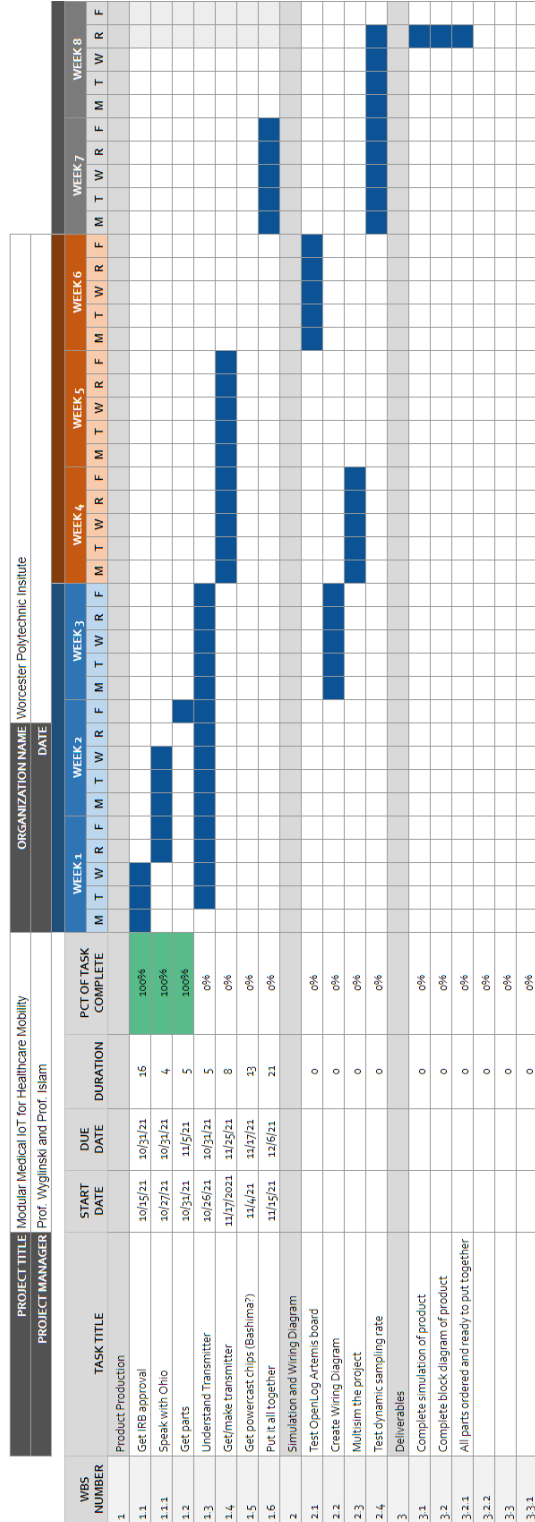 PROJECT TITLE Modular Medical IoT for Healthcare Mobility ORGANIZATION NAME Worcester Polytechnic Insitute
PROJECT MANAGER Prof. Wyglinski and Prof. Islam DATE
WBS NUMBER TASK TITLE START DATE DUE DATE DURATION PCT OF TASK COMPLETE WEEK 1 WEEK 2 WEEK 3 WEEK 4 WEEK 5 WEEK 6 WEEK 7 WEEK 8
M T W R F M T W R F M T W R F M T W R F M T W R F M T W R F M T W R F M T W R F
1 Product Production
1.1 Get IRB approval 10/15/21 10/31/21 16 100%
1.1.1 Speak with Ohio 10/27/21 10/31/21 4 100%
1.2 Get parts 10/31/21 11/5/21 5 100%
1.3 Understand Transmitter 10/26/21 10/31/21 5 0%
1.4 Get/make transmitter 11/17/2021 11/25/21 8 0%
1.5 Get powercast chips (Bashima?) 11/4/21 11/17/21 13 0%
1.6 Put it all together 11/15/21 12/6/21 21 0%
2 Simulation and Wiring Diagram
2.1 Test OpenLog Artemis board 0 0%
2.2 Create Wiring Diagram 0 0%
2.3 Multisim the project 0 0%
2.4 Test dynamic sampling rate 0 0%
3 Deliverables
3.1 Complete simulation of product 0 0%
3.2 Complete block diagram of product 0 0%
3.2.1 All parts ordered and ready to put together 0 0%
3.2.2 0 0%
3.3 0 0%
3.3.1 0 0%